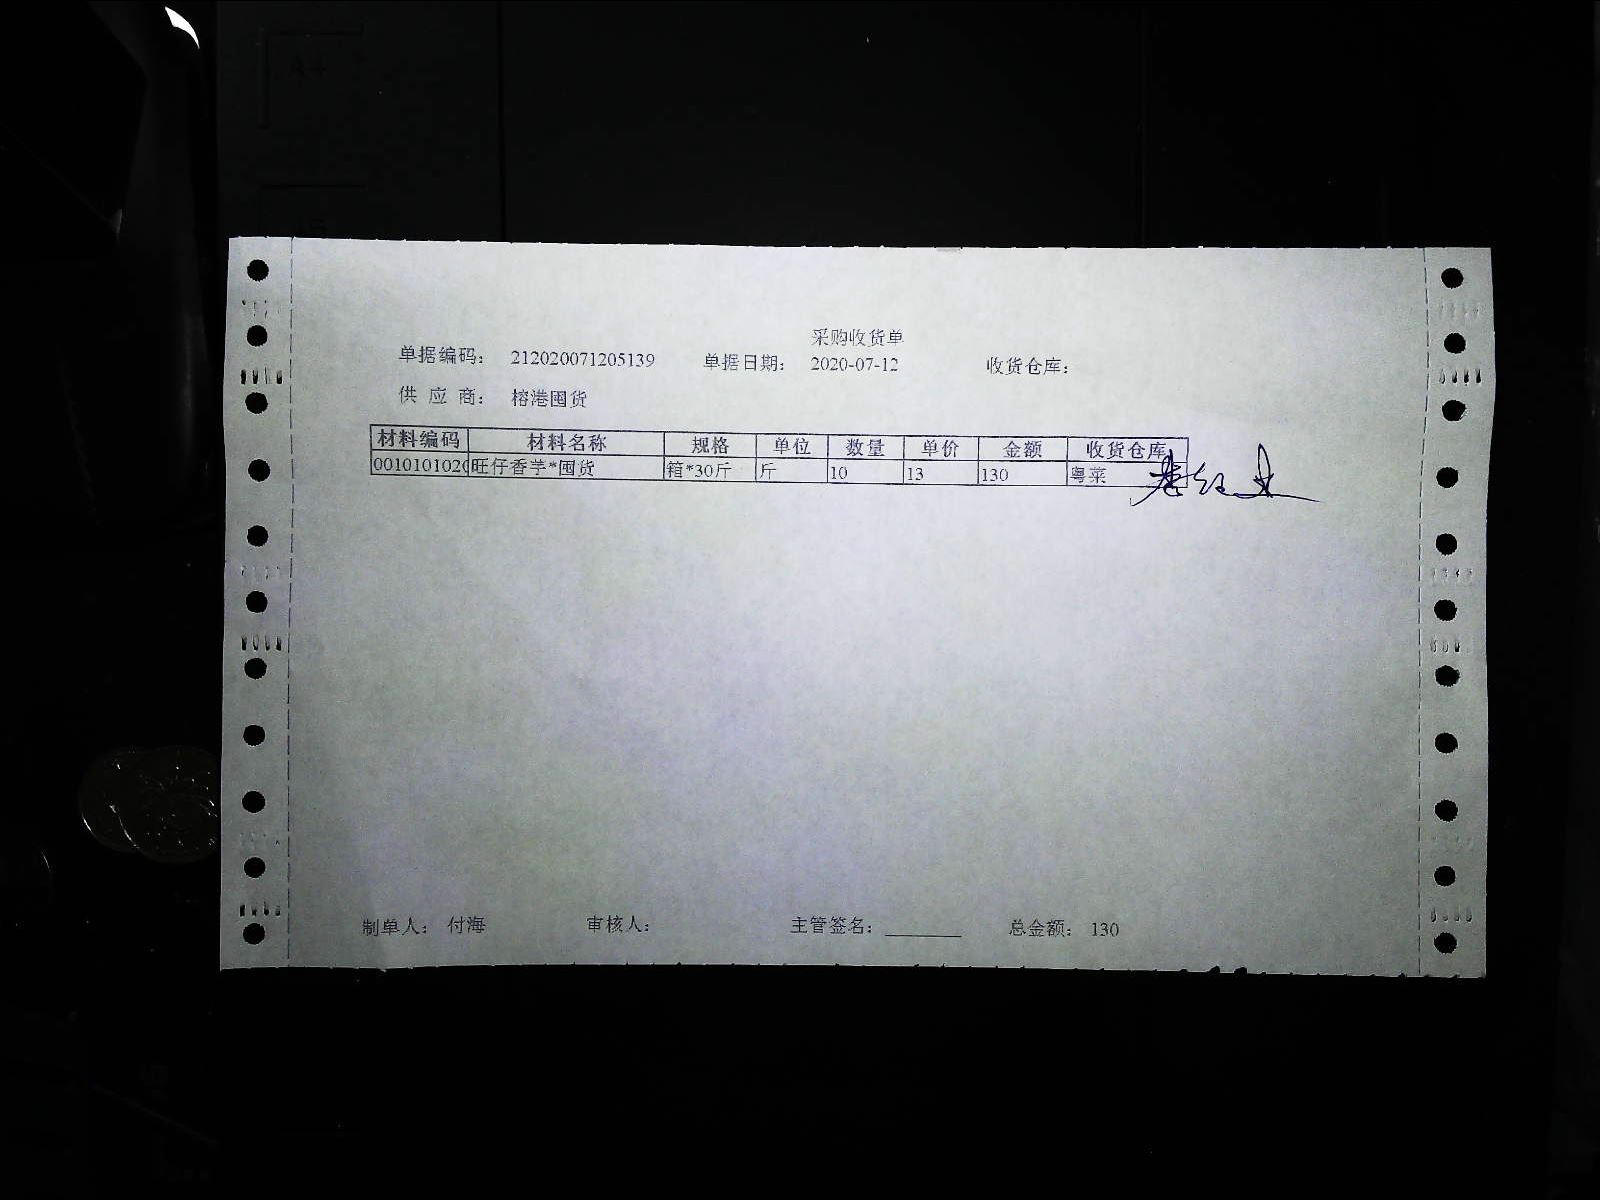 采购收货单
单据编码： 212020071205139 单据日期： 2020-07-12 收货仓库：
供 应 商： 榕港囤货
材料编码 材料名称 规格 单位 数量 单价 金额 收货仓库
001010102 旺仔香芋*囤货 箱*30斤 斤 10 13 130 粤菜
制单人： 付海 审核人： 主管签名： ________ 总金额： 130